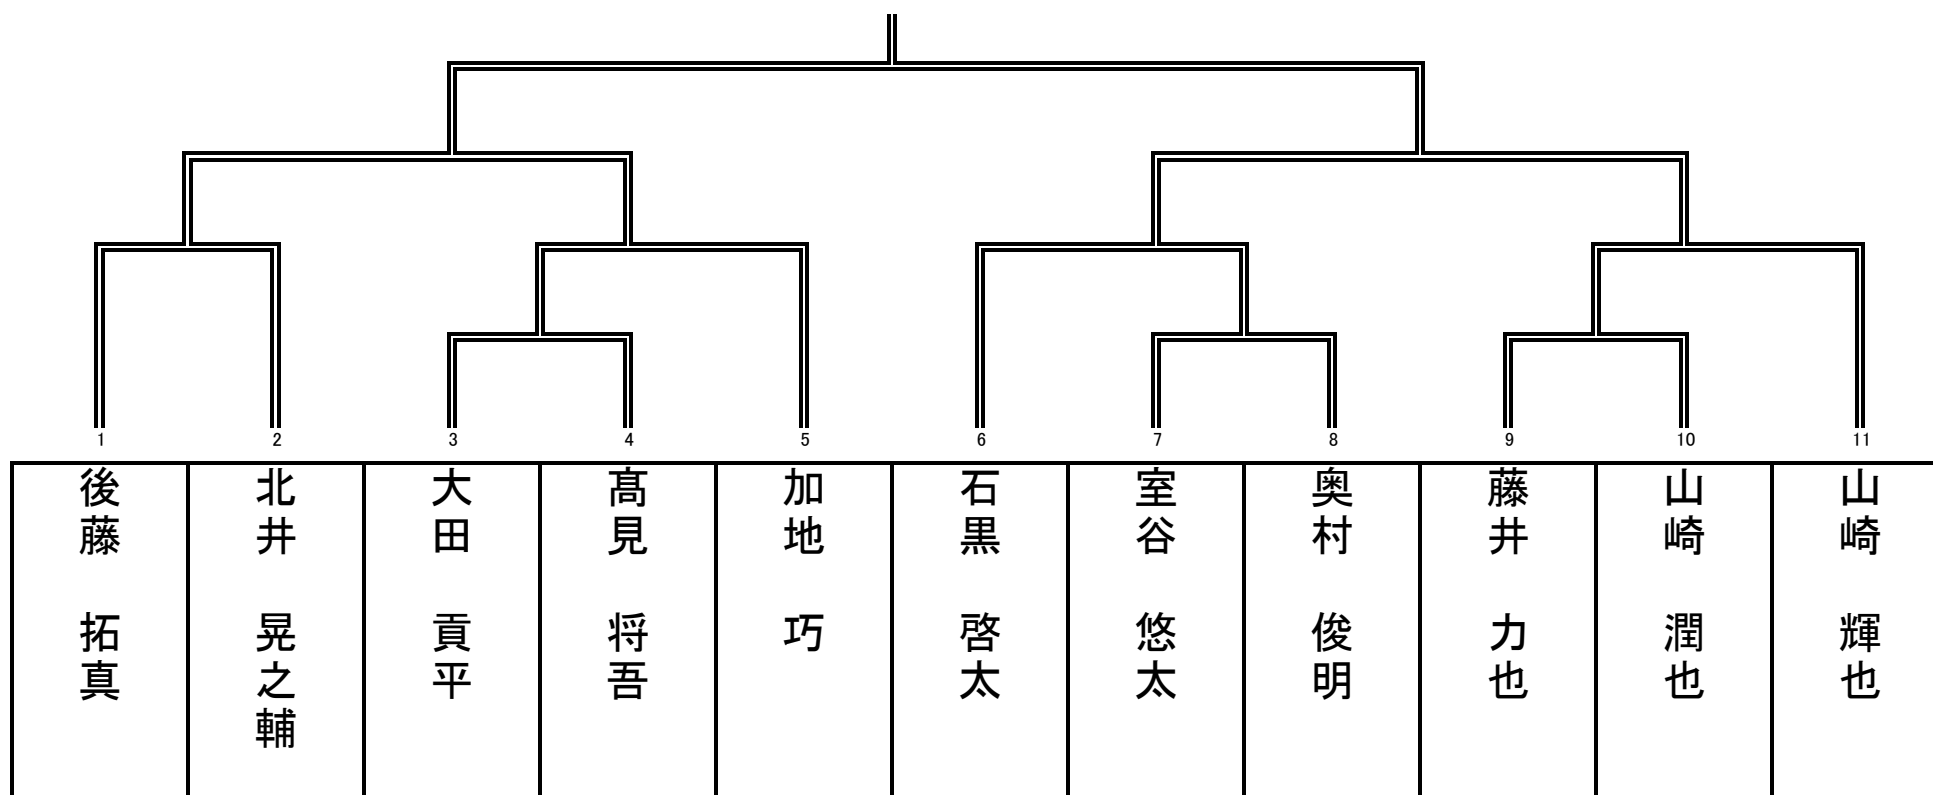 1
2
3
4
5
6
7
8
9
10
11
後藤 拓真
北井 晃之輔
大田 貢平
髙見 将吾
加地 巧
石黒 啓太
室谷 悠太
奥村 俊明
藤井 力也
山崎 潤也
山崎 輝也